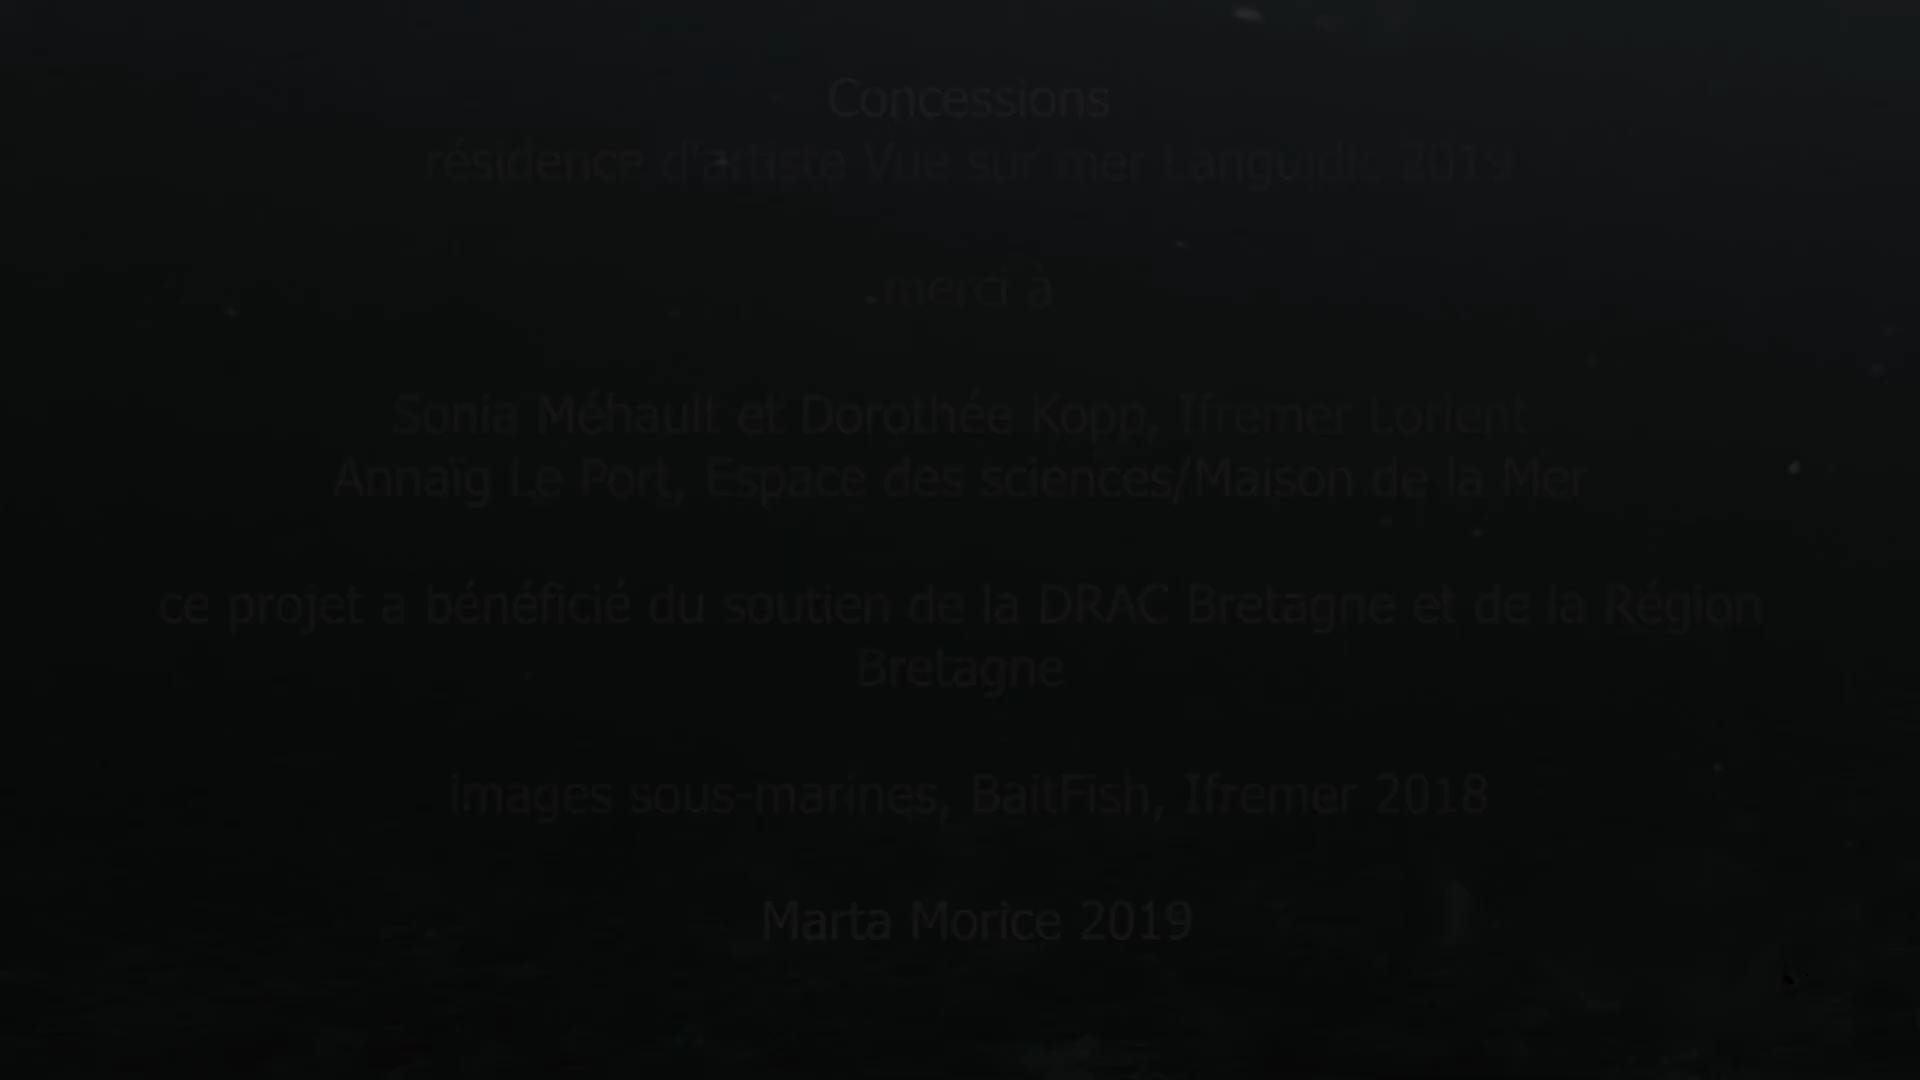 Concessions
résidence d'artiste Vue sur mer Languidic 2019
merci à
Sonia Méhault et Dorothée Kopp, Ifremer Lorient
Annaïg Le Port, Espace des sciences/Maison de la Mer
ce projet a bénéficié du soutien de la DRAC Bretagne et de la Région
Bretagne
images sous-marines, BaitFish, Ifremer 2018
Marta Morice 2019